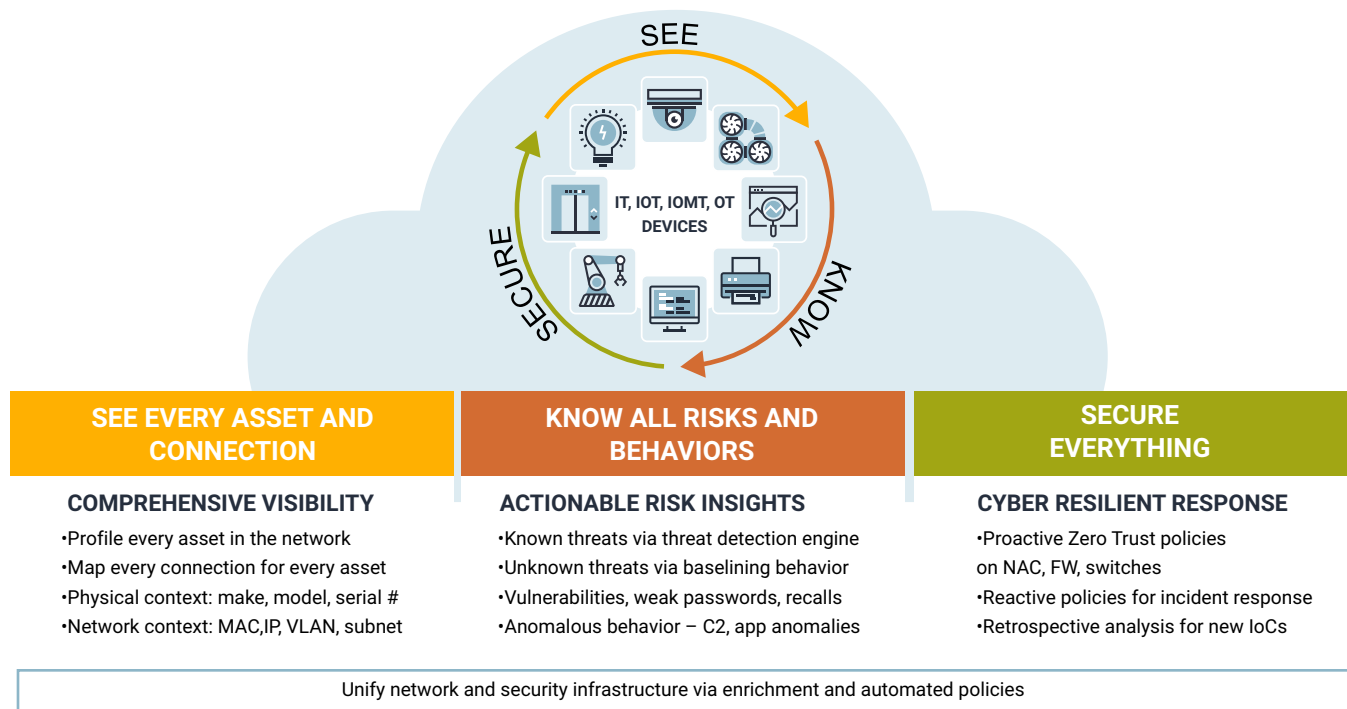 SEE
IT, IOT, IOMT, OT
DEVICES
SECURE
KNOW
SEE EVERY ASSET AND
CONNECTION
COMPREHENSIVE VISIBILITY
•Profile every asset in the network
•Map every connection for every asset
•Physical context: make, model, serial #
•Network context: MAC,IP, VLAN, subnet
KNOW ALL RISKS AND
BEHAVIORS
ACTIONABLE RISK INSIGHTS
•Known threats via threat detection engine
•Unknown threats via baselining behavior
•Vulnerabilities, weak passwords, recalls
•Anomalous behavior – C2, app anomalies
SECURE
EVERYTHING
CYBER RESILIENT RESPONSE
•Proactive Zero Trust policies
on NAC, FW, switches
•Reactive policies for incident response
•Retrospective analysis for new IoCs
Unify network and security infrastructure via enrichment and automated policies